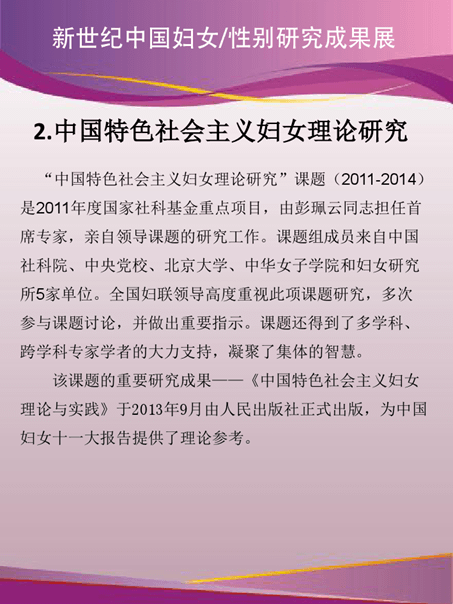 新世纪中国妇女/性别研究成果展
2.中国特色社会主义妇女理论研究
“中国特色社会主义妇女理论研究”课题（2011-2014）
是2011年度国家社科基金重点项目，由彭珮云同志担任首
席专家，亲自领导课题的研究工作。课题组成员来自中国
社科院、中央党校、北京大学、中华女子学院和妇女研究
所5家单位。全国妇联领导高度重视此项课题研究，多次
参与课题讨论，并做出重要指示。课题还得到了多学科、
跨学科专家学者的大力支持，凝聚了集体的智慧。
该课题的重要研究成果——《中国特色社会主义妇女
理论与实践》于2013年9月由人民出版社正式出版，为中国
妇女十一大报告提供了理论参考。